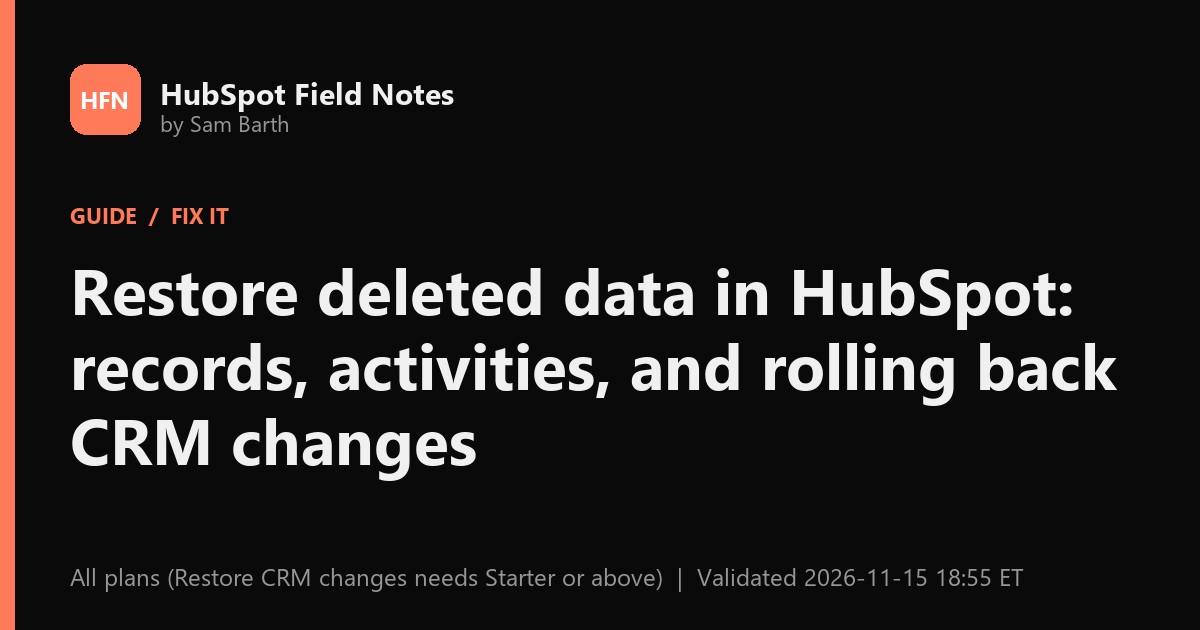 HFN
HubSpot Field Notes
by Sam Barth
GUIDE / FIX IT
Restore deleted data in HubSpot:
records, activities, and rolling back
CRM changes
All plans (Restore CRM changes needs Starter or above) | Validated 2026-11-15 18:55 ET